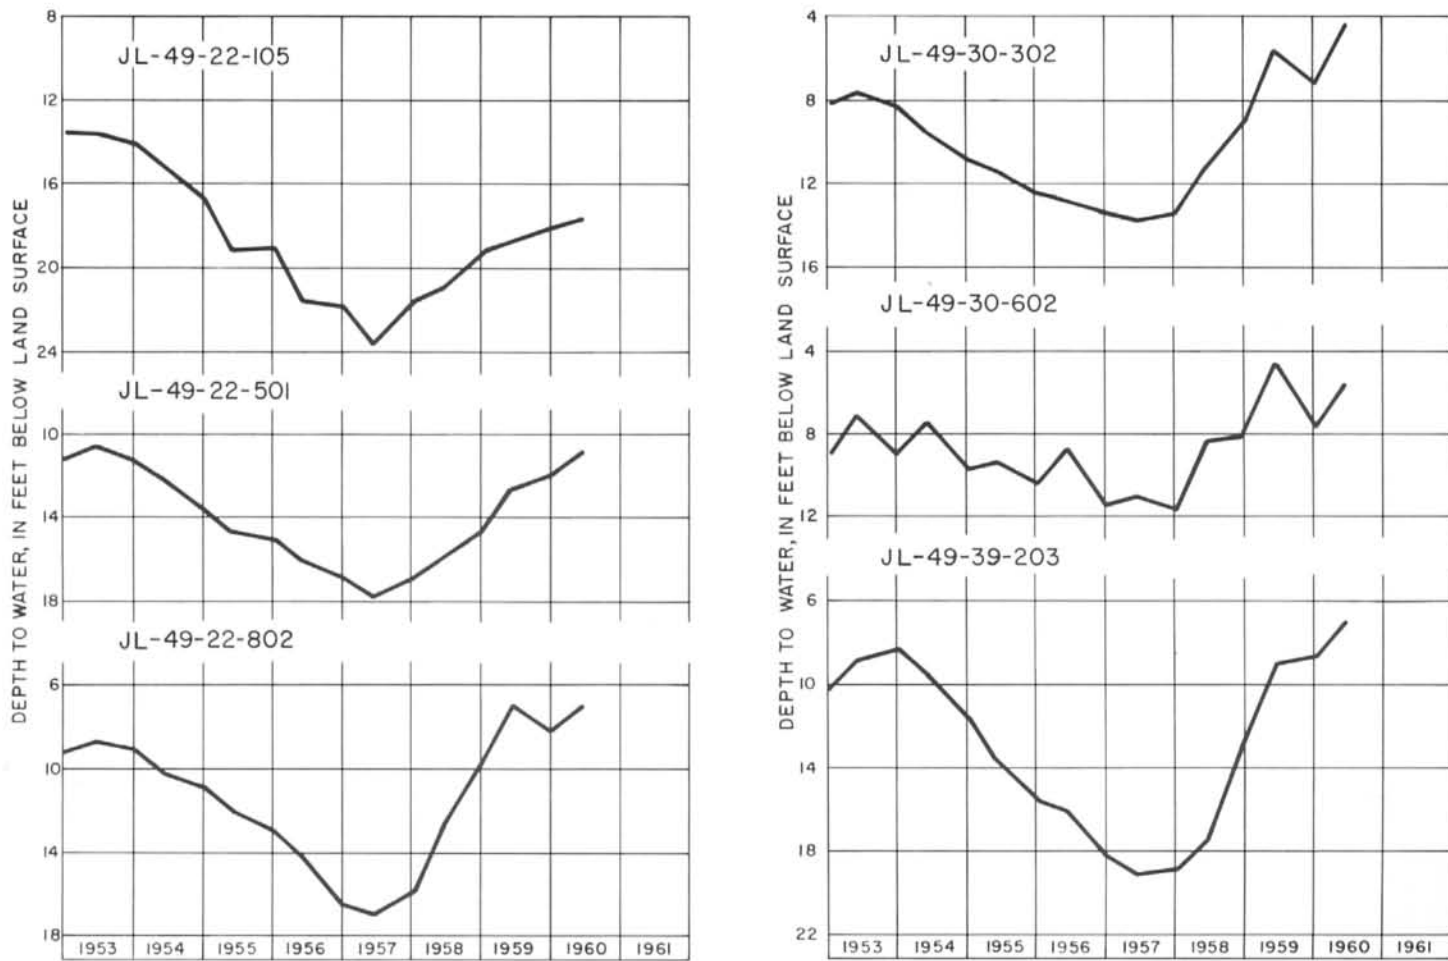 DEPTH TO WATER, IN FEET BELOW LAND SURFACE
JL-49-22-105
8
12
16
20
24
JL-49-22-501
10
14
18
JL-49-22-802
6
10
14
18
1953 1954 1955 1956 1957 1958 1959 1960 1961
DEPTH TO WATER, IN FEET BELOW LAND SURFACE
JL-49-30-302
4
8
12
16
JL-49-30-602
4
8
12
JL-49-39-203
6
10
14
18
22
1953 1954 1955 1956 1957 1958 1959 1960 1961